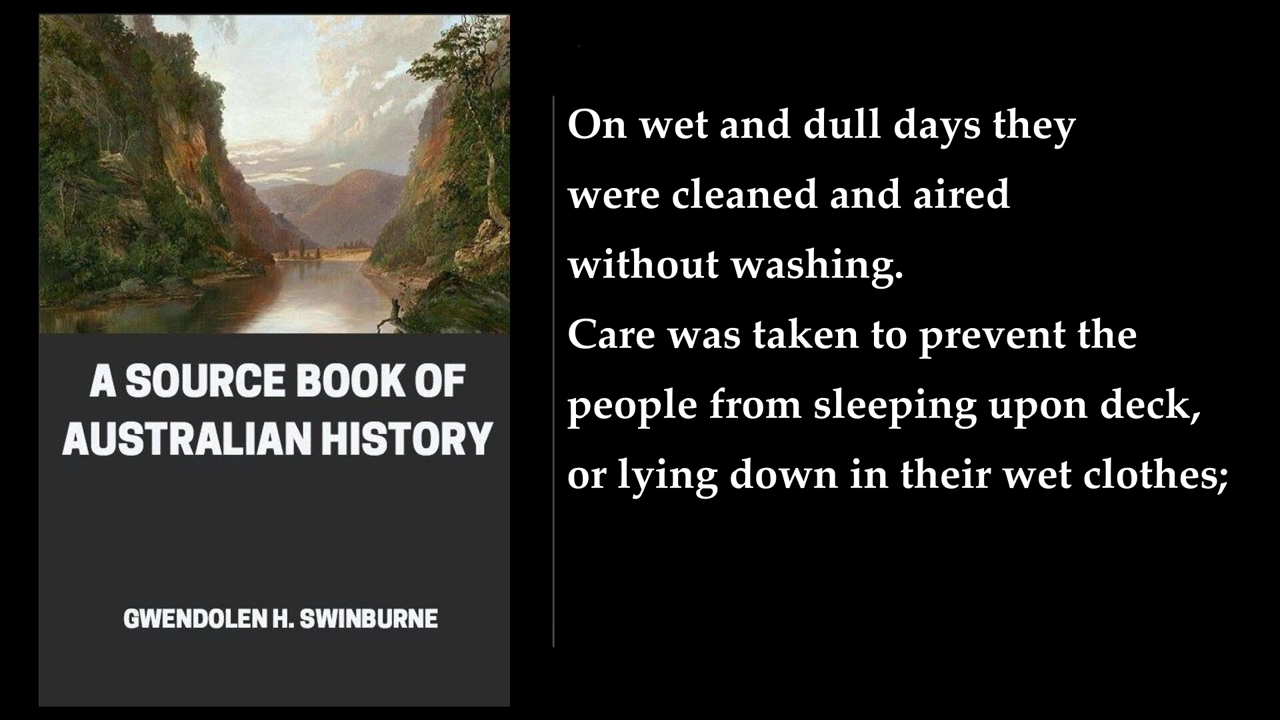 A SOURCE BOOK OF
AUSTRALIAN HISTORY
GWENDOLEN H. SWINBURNE
On wet and dull days they
were cleaned and aired
without washing.
Care was taken to prevent the
people from sleeping upon deck,
or lying down in their wet clothes;